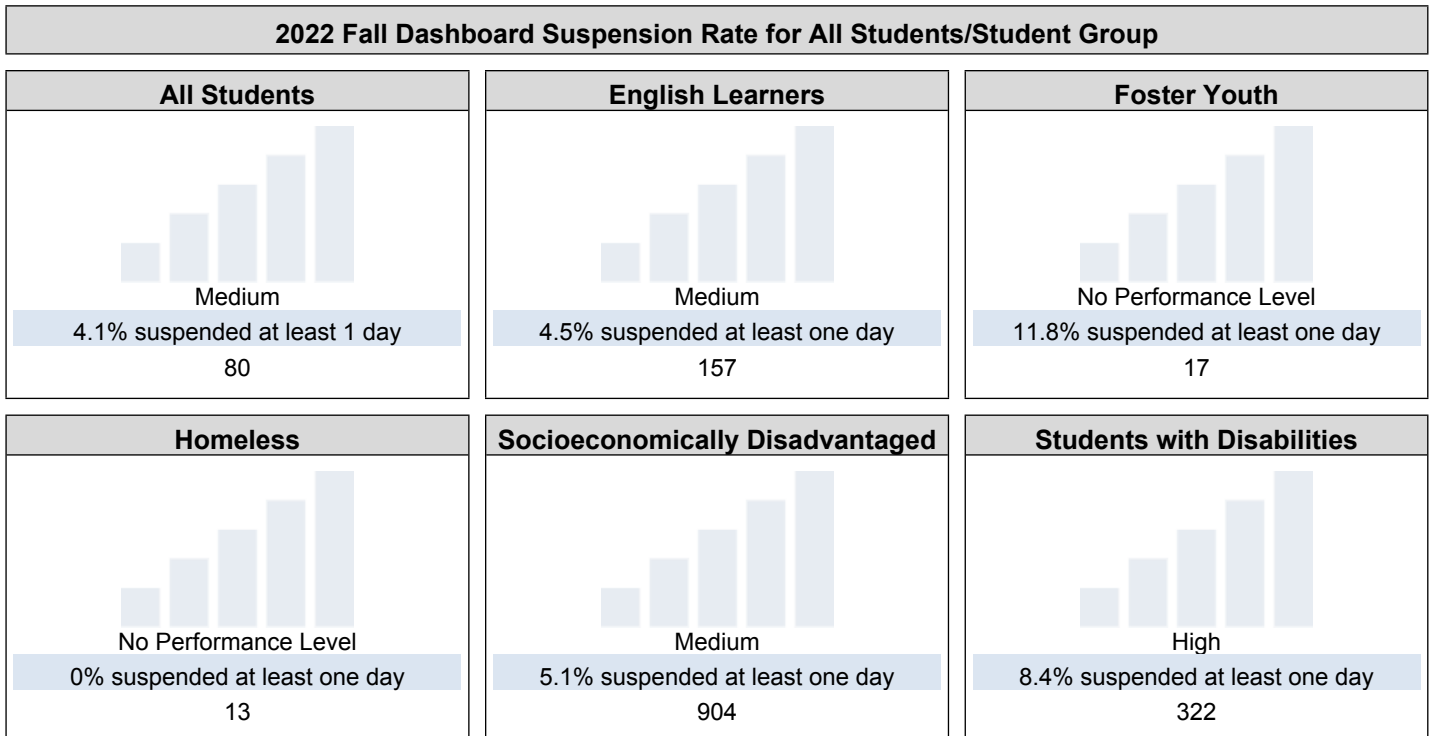 2022 Fall Dashboard Suspension Rate for All Students/Student Group
All Students
Medium
4.1% suspended at least 1 day
80
English Learners
Medium
4.5% suspended at least one day
157
Foster Youth
No Performance Level
11.8% suspended at least one day
17
Homeless
No Performance Level
0% suspended at least one day
13
Socioeconomically Disadvantaged
Medium
5.1% suspended at least one day
904
Students with Disabilities
High
8.4% suspended at least one day
322